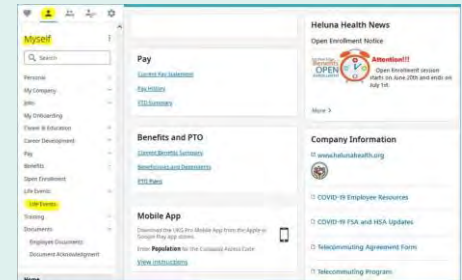 Myself
Search
Personal
My Company
Jobs
My Onboarding
Career & Education
Career Development
Pay
Benefits
Open Enrollment
Life Events
Life Events
Training
Documents
Employee Documents
Document Acknowledgment
Home
Pay
Current Pay Statement
Pay History
PTO Summary
Benefits and PTO
Current Benefits Summary
Beneficiaries and Dependents
PTO Plans
Mobile App
Download the UKG Pro Mobile App from the Apple or
Google Play app stores.
Enter Population for the Company Access Code
View Instructions
Heluna Health News
Open Enrollment Notice
Benefits
OPEN
Attention!!!
Open Enrollment session
starts on June 20th and ends on
July 1st.
More >
Company Information
www.helunahealth.org
COVID-19 Employee Resources
COVID-19 FSA and HSA Updates
Telecommuting Agreement Form
Telecommuting Program